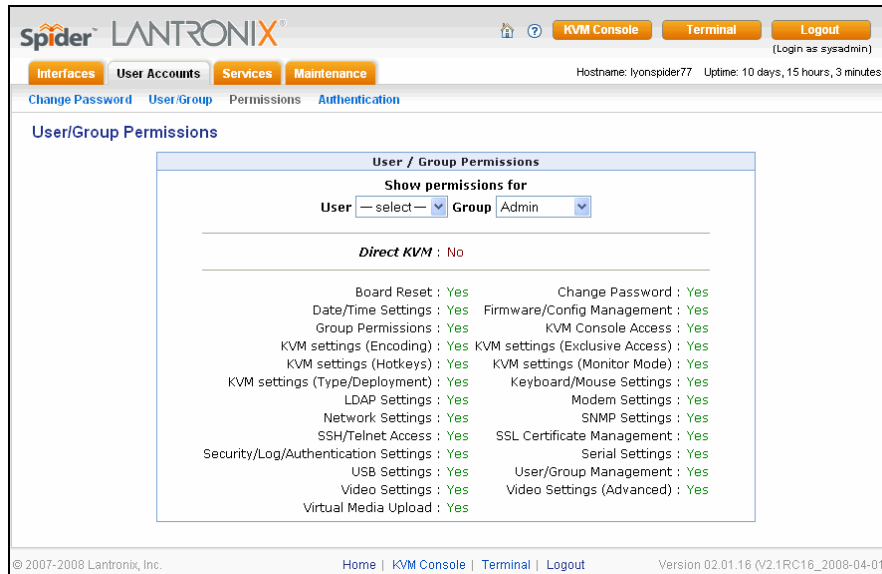 Spider™ LANTRONIX®
KVM Console Terminal Logout
(Login as sysadmin)
Interfaces User Accounts Services Maintenance
Hostname: lyonspider77 Uptime: 10 days, 15 hours, 3 minutes
Change Password User/Group Permissions Authentication
User/Group Permissions
User / Group Permissions
Show permissions for
User — select — Group Admin
Direct KVM : No
Board Reset : Yes Change Password : Yes
Date/Time Settings : Yes Firmware/Config Management : Yes
Group Permissions : Yes KVM Console Access : Yes
KVM settings (Encoding) : Yes KVM settings (Exclusive Access) : Yes
KVM settings (Hotkeys) : Yes KVM settings (Monitor Mode) : Yes
KVM settings (Type/Deployment) : Yes Keyboard/Mouse Settings : Yes
LDAP Settings : Yes Modem Settings : Yes
Network Settings : Yes SNMP Settings : Yes
SSH/Telnet Access : Yes SSL Certificate Management : Yes
Security/Log/Authentication Settings : Yes Serial Settings : Yes
USB Settings : Yes User/Group Management : Yes
Video Settings : Yes Video Settings (Advanced) : Yes
Virtual Media Upload : Yes
© 2007-2008 Lantronix, Inc. Home | KVM Console | Terminal | Logout Version 02.01.16 (V2.1RC16_2008-04-01